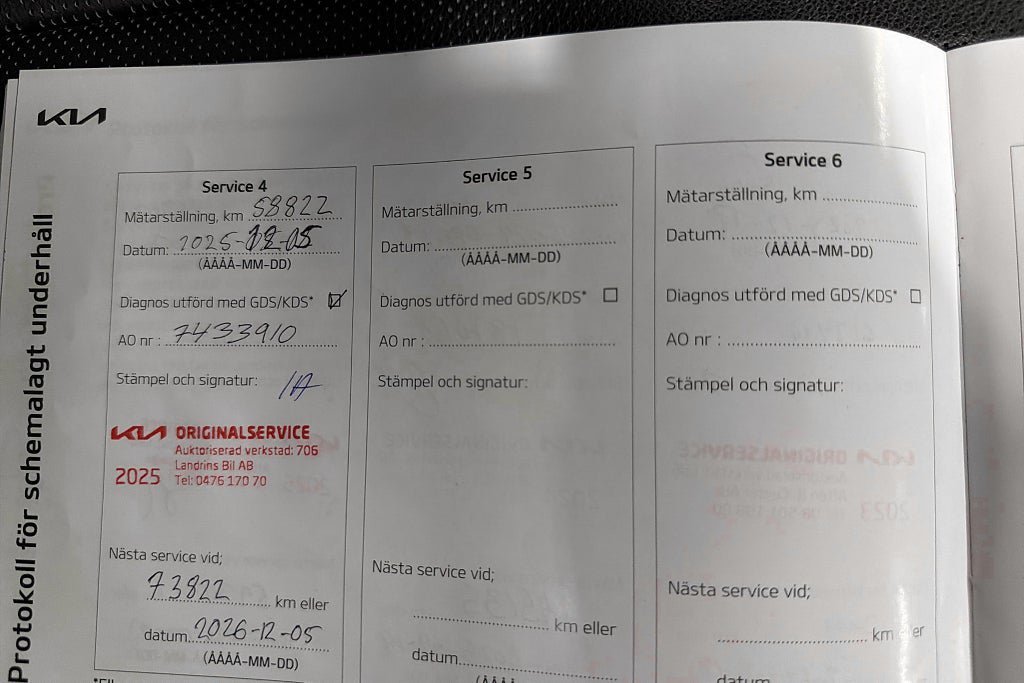 KIA
Protokoll för schemalagt underhåll
Service 4
Mätarställning, km 58822
Datum: 2025-12-05
(ÅÅÅÅ-MM-DD)
Diagnos utförd med GDS/KDS*
AO nr : 7433910
Stämpel och signatur:
KIA ORIGINALSERVICE
Auktoriserad verkstad: 706
Landrins Bil AB
2025 Tel: 0476 170 70
Nästa service vid;
73822 km eller
datum 2026-12-05
(ÅÅÅÅ-MM-DD)
Service 5
Mätarställning, km
Datum:
(ÅÅÅÅ-MM-DD)
Diagnos utförd med GDS/KDS*
AO nr :
Stämpel och signatur:
Nästa service vid;
km eller
datum
Service 6
Mätarställning, km
Datum:
(ÅÅÅÅ-MM-DD)
Diagnos utförd med GDS/KDS*
AO nr :
Stämpel och signatur:
Nästa service vid;
km eller
datum